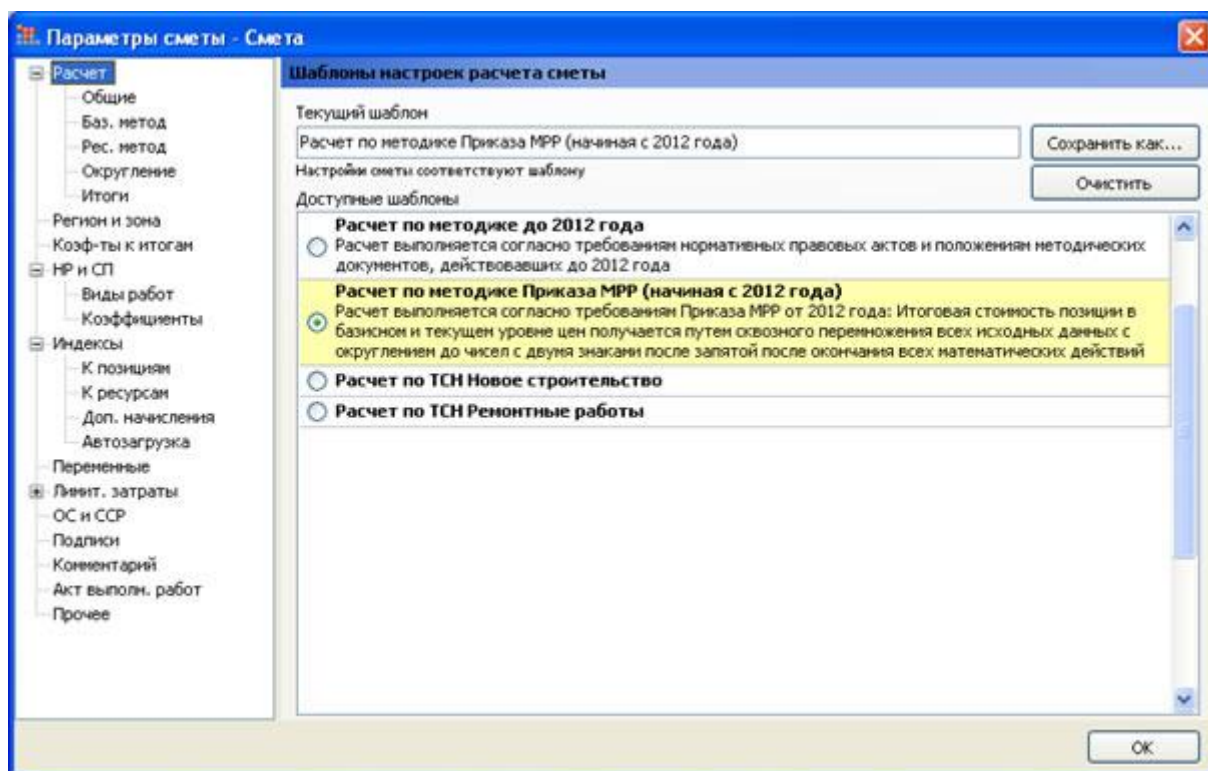 Параметры сметы - Смета
Расчет
Общие
Баз. метод
Рес. метод
Округление
Итоги
Регион и зона
Коэф-ты к итогам
НР и СП
Виды работ
Коэффициенты
Индексы
К позициям
К ресурсам
Доп. начисления
Автозагрузка
Переменные
Лимит. затраты
ОС и ССР
Подписи
Комментарий
Акт выполн. работ
Прочее
Шаблоны настроек расчета сметы
Текущий шаблон
Расчет по методике Приказа МРР (начиная с 2012 года)
Сохранить как...
Настройки сметы соответствуют шаблону
Очистить
Доступные шаблоны
Расчет по методике до 2012 года
Расчет выполняется согласно требованиям нормативных правовых актов и положениям методических
документов, действовавших до 2012 года
Расчет по методике Приказа МРР (начиная с 2012 года)
Расчет выполняется согласно требованиям Приказа МРР от 2012 года: Итоговая стоимость позиции в
базисном и текущем уровне цен получается путем сквозного перемножения всех исходных данных с
округлением до чисел с двумя знаками после запятой после окончания всех математических действий
Расчет по ТСН Новое строительство
Расчет по ТСН Ремонтные работы
ОК